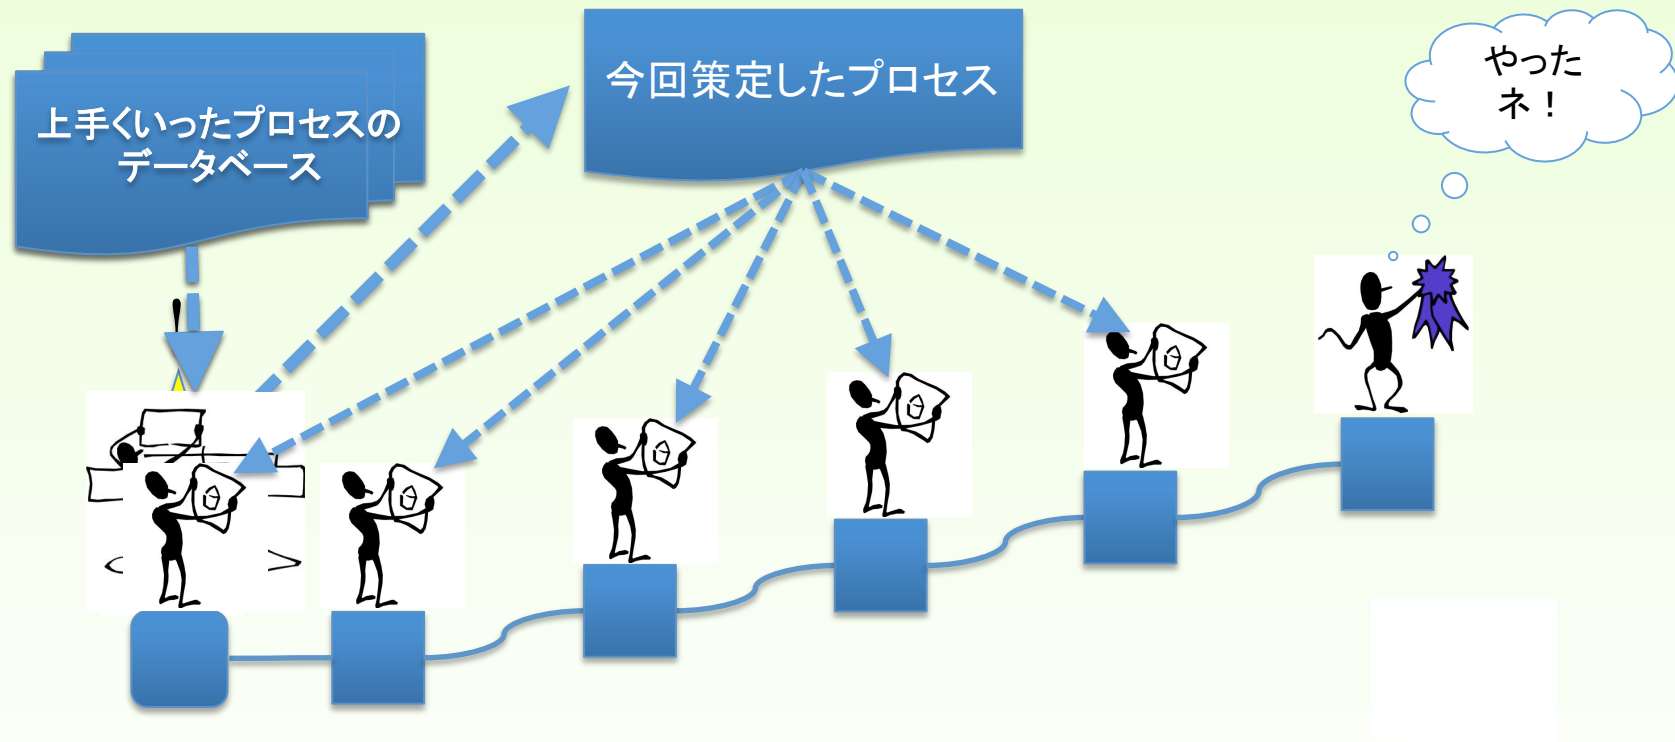 上手くいったプロセスの
データベース
今回策定したプロセス
やった
ネ！